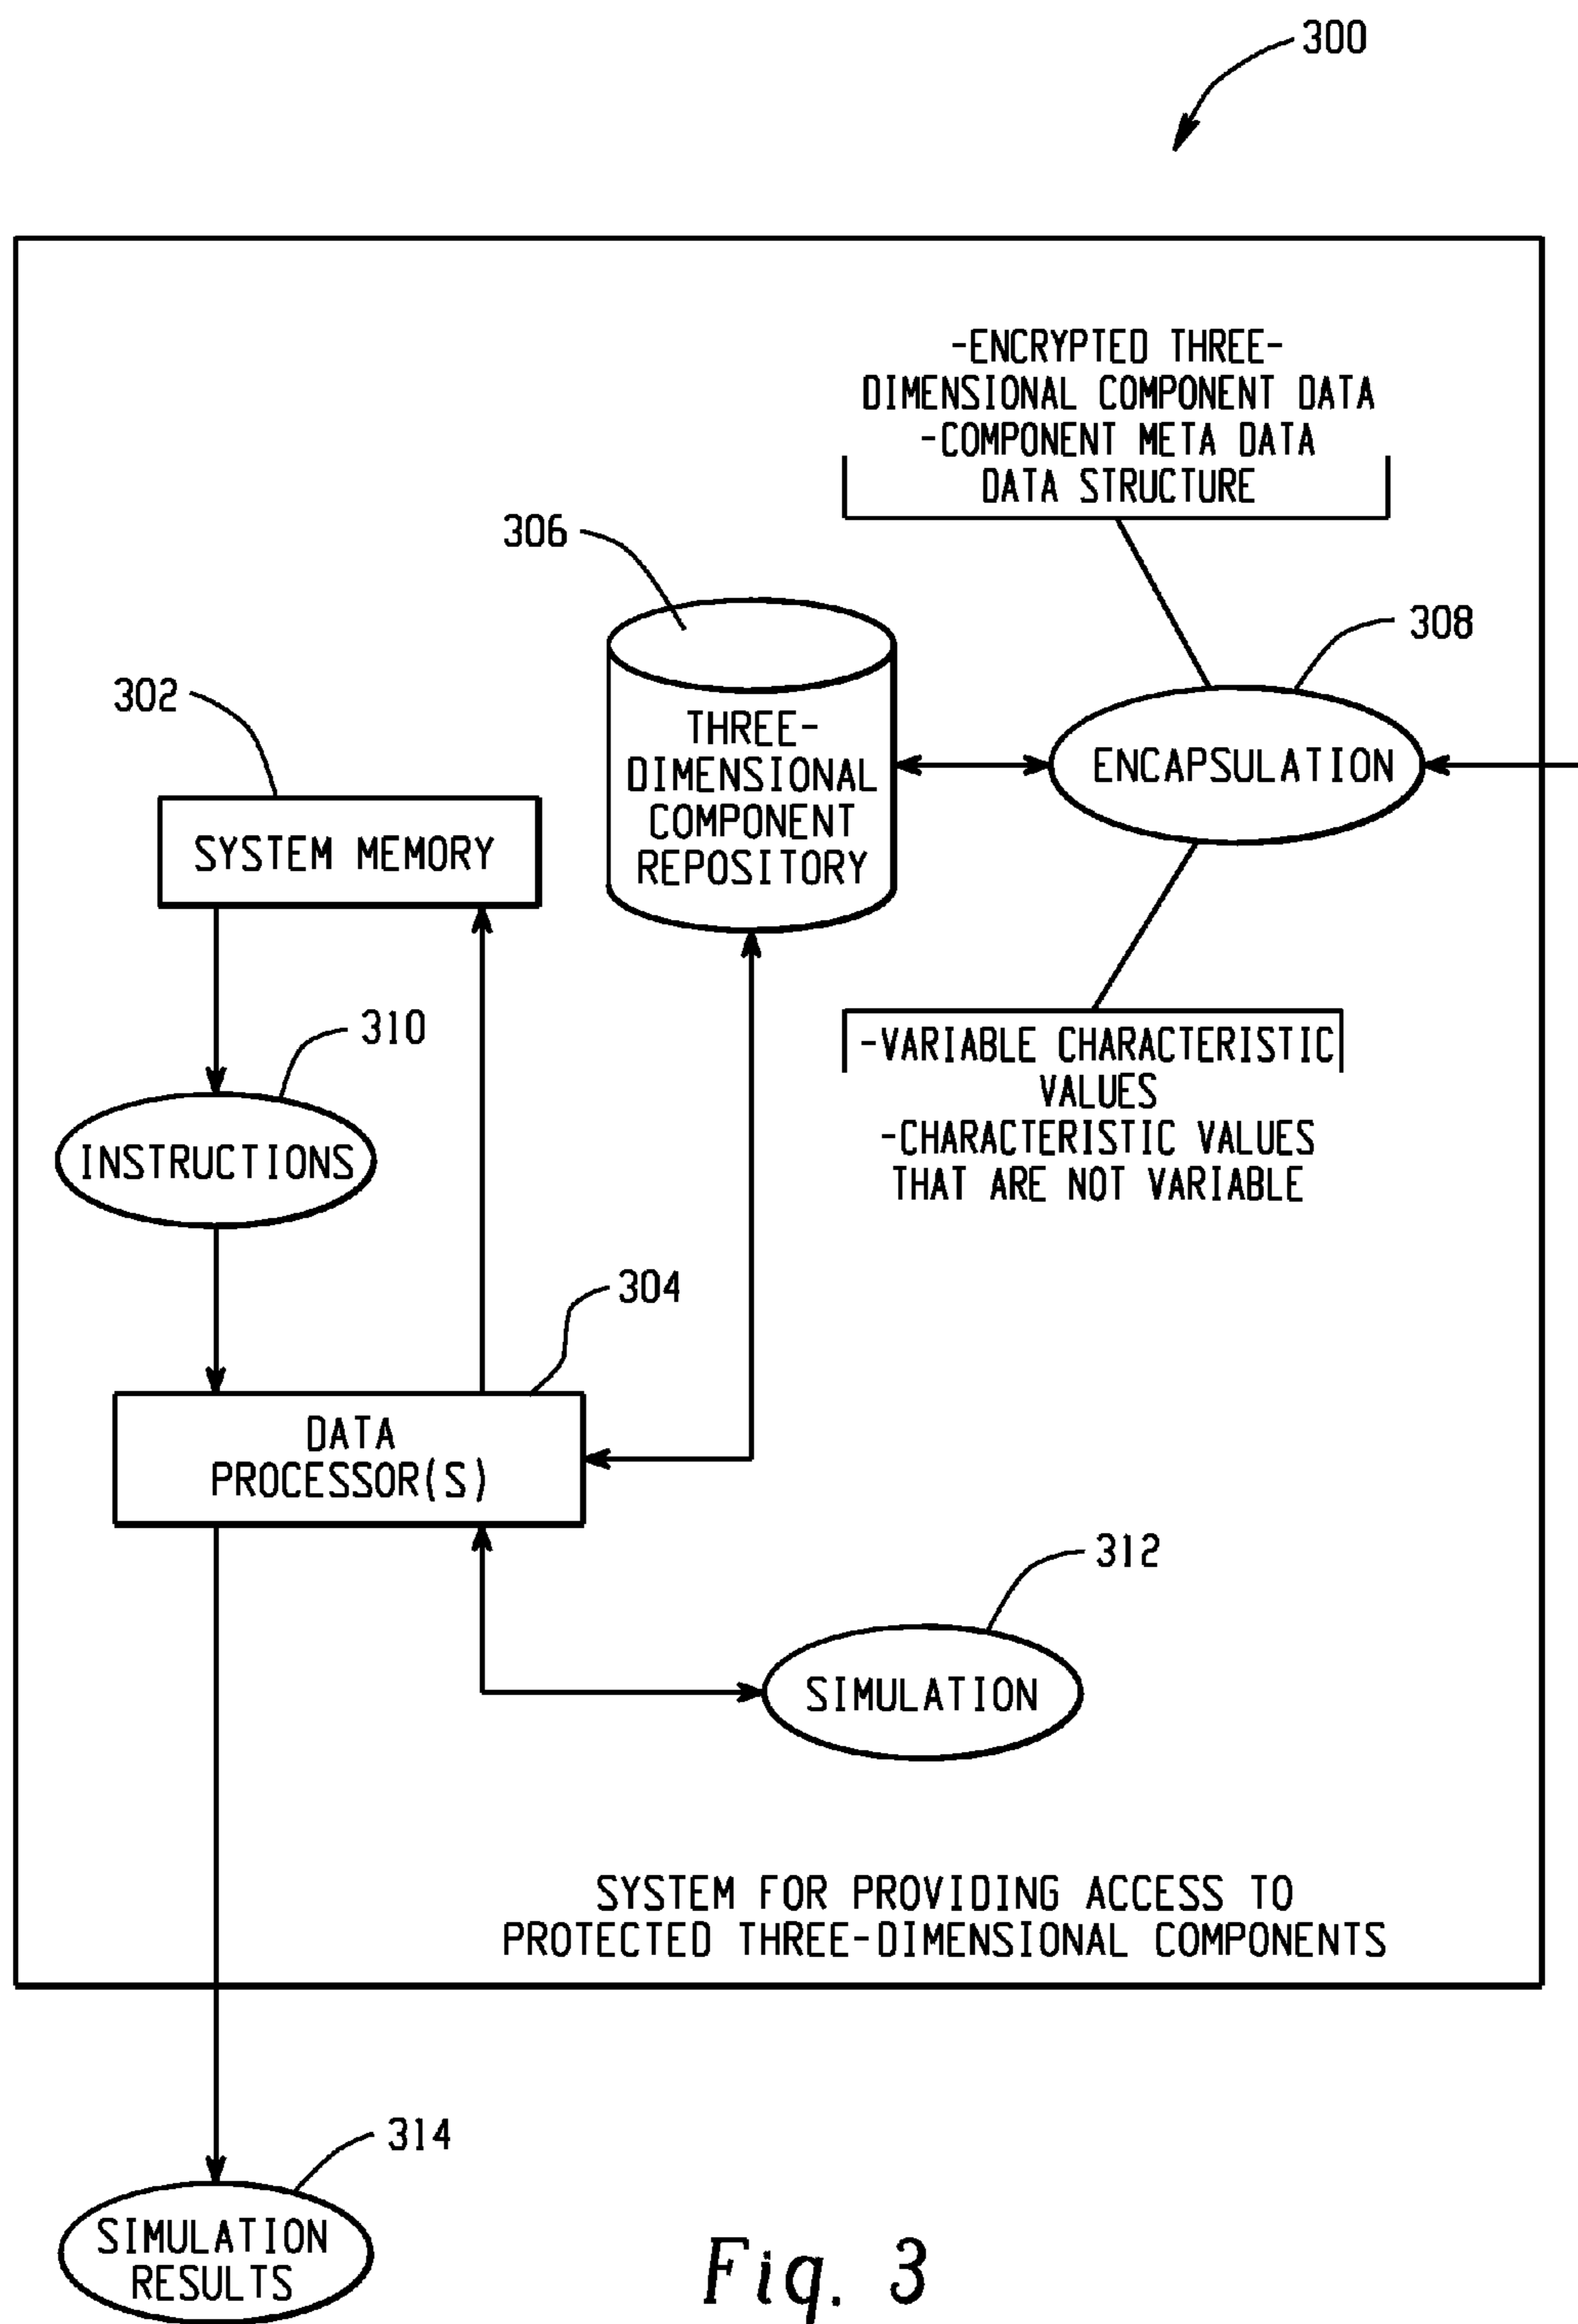 300
-ENCRYPTED THREE-
DIMENSIONAL COMPONENT DATA
-COMPONENT META DATA
DATA STRUCTURE
306
308
302
THREE-
DIMENSIONAL
COMPONENT
REPOSITORY
ENCAPSULATION
SYSTEM MEMORY
310
-VARIABLE CHARACTERISTIC
VALUES
-CHARACTERISTIC VALUES
THAT ARE NOT VARIABLE
INSTRUCTIONS
304
DATA
PROCESSOR(S)
312
SIMULATION
SYSTEM FOR PROVIDING ACCESS TO
PROTECTED THREE-DIMENSIONAL COMPONENTS
314
SIMULATION
RESULTS
Fig. 3